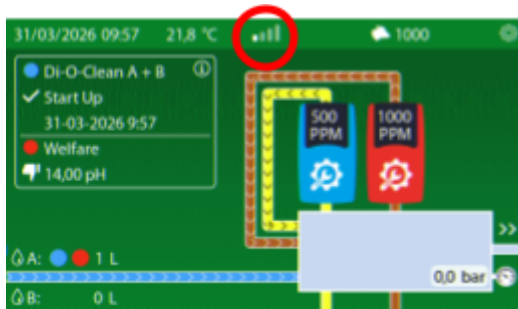 31/03/2026 09:57 21,8 °C 1000
Di-O-Clean A + B
Start Up
31-03-2026 9:57
Welfare
14,00 pH
500 PPM
1000 PPM
A: 1 L
0,0 bar
B: 0 L